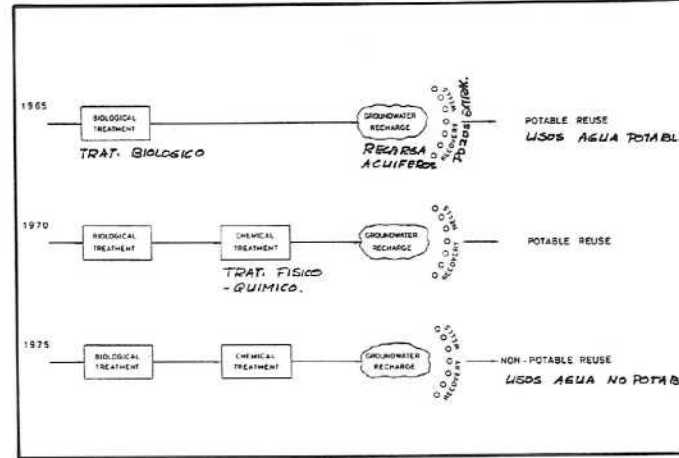 1965
BIOLOGICAL
TREATMENT
TRAT. BIOLOGICO
GROUNDWATER
RECHARGE
RECARGA
ACUIFEROS
RECOVERY WELLS
POZOS EXTRAC.
POTABLE REUSE
USOS AGUA POTABL
1970
BIOLOGICAL
TREATMENT
CHEMICAL
TREATMENT
TRAT. FISICO
-QUIMICO.
GROUNDWATER
RECHARGE
RECOVERY WELLS
POTABLE REUSE
1975
BIOLOGICAL
TREATMENT
CHEMICAL
TREATMENT
GROUNDWATER
RECHARGE
RECOVERY WELLS
NON-POTABLE REUSE
USOS AGUA NO POTAB